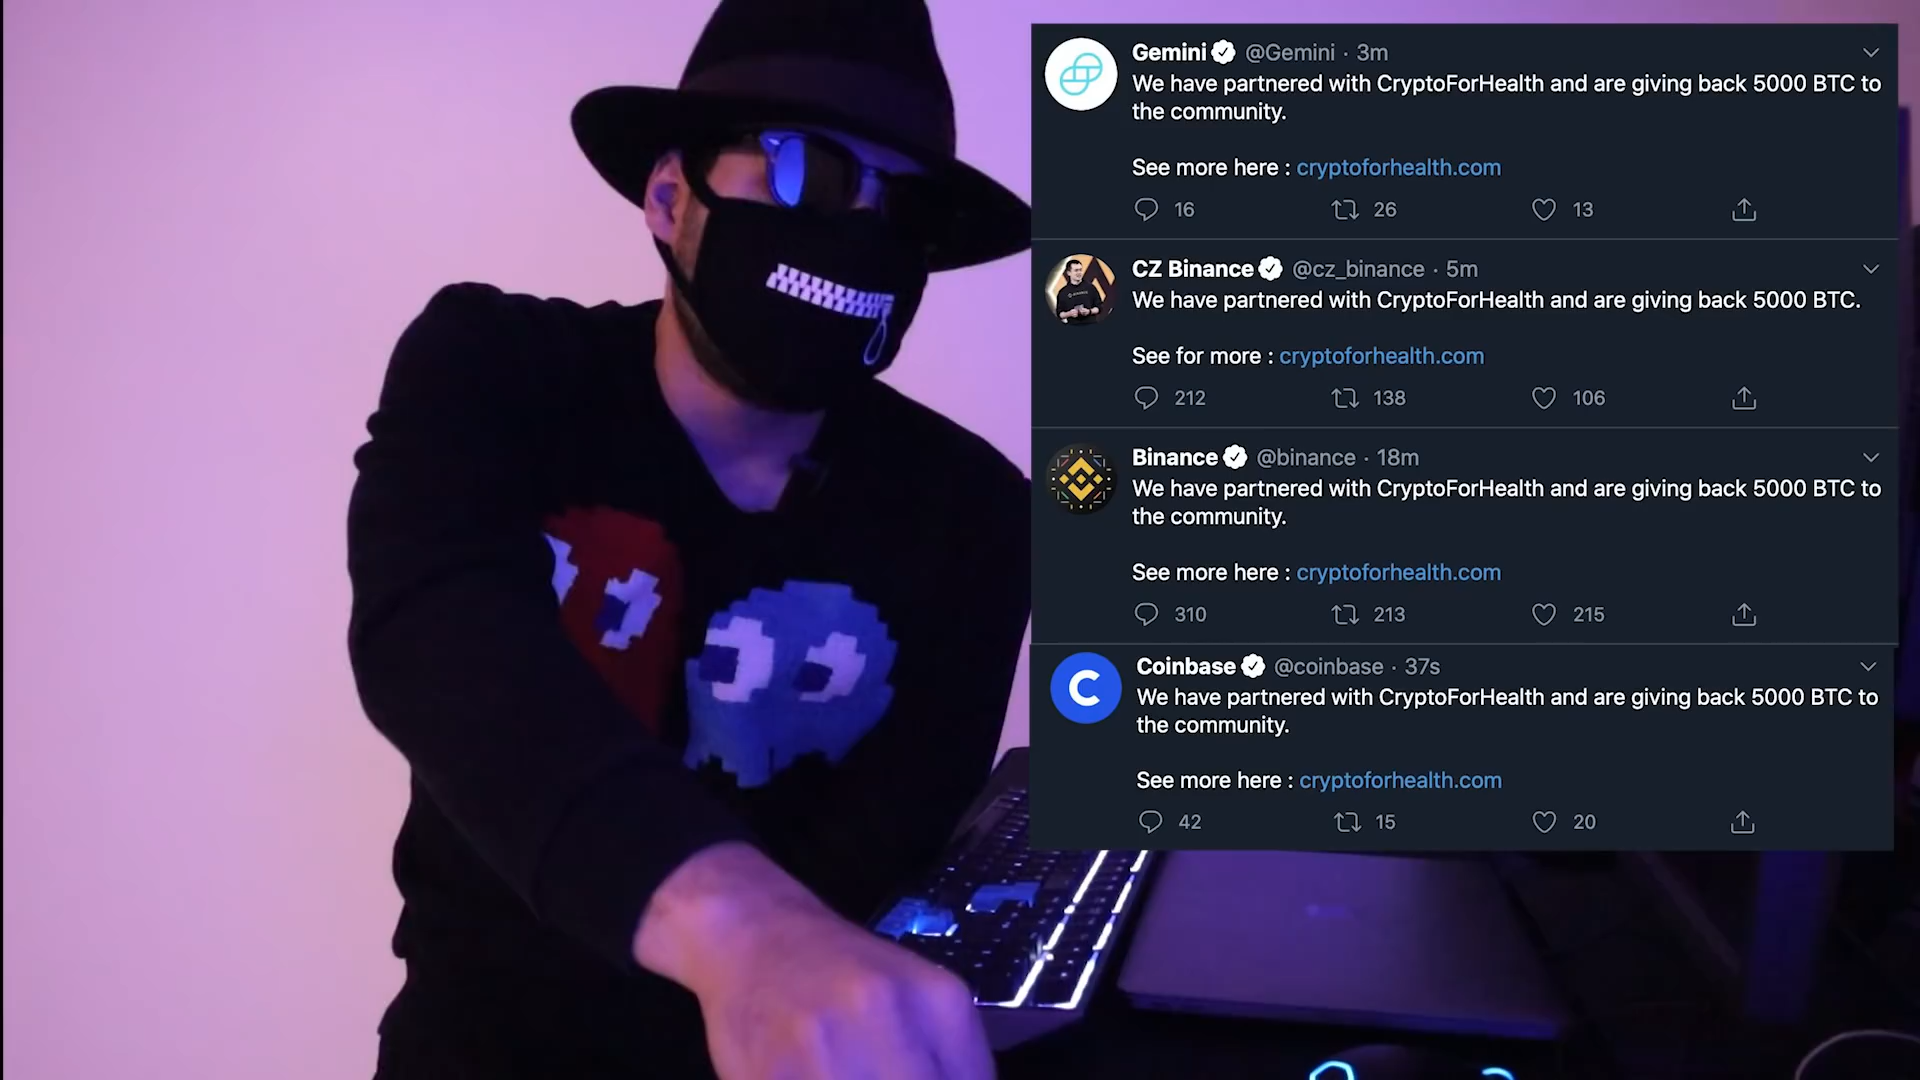 Gemini @Gemini · 3m
We have partnered with CryptoForHealth and are giving back 5000 BTC to
the community.
See more here : cryptoforhealth.com
16 26 13
CZ Binance @cz_binance · 5m
We have partnered with CryptoForHealth and are giving back 5000 BTC.
See for more : cryptoforhealth.com
212 138 106
Binance @binance · 18m
We have partnered with CryptoForHealth and are giving back 5000 BTC to
the community.
See more here : cryptoforhealth.com
310 213 215
Coinbase @coinbase · 37s
We have partnered with CryptoForHealth and are giving back 5000 BTC to
the community.
See more here : cryptoforhealth.com
42 15 20